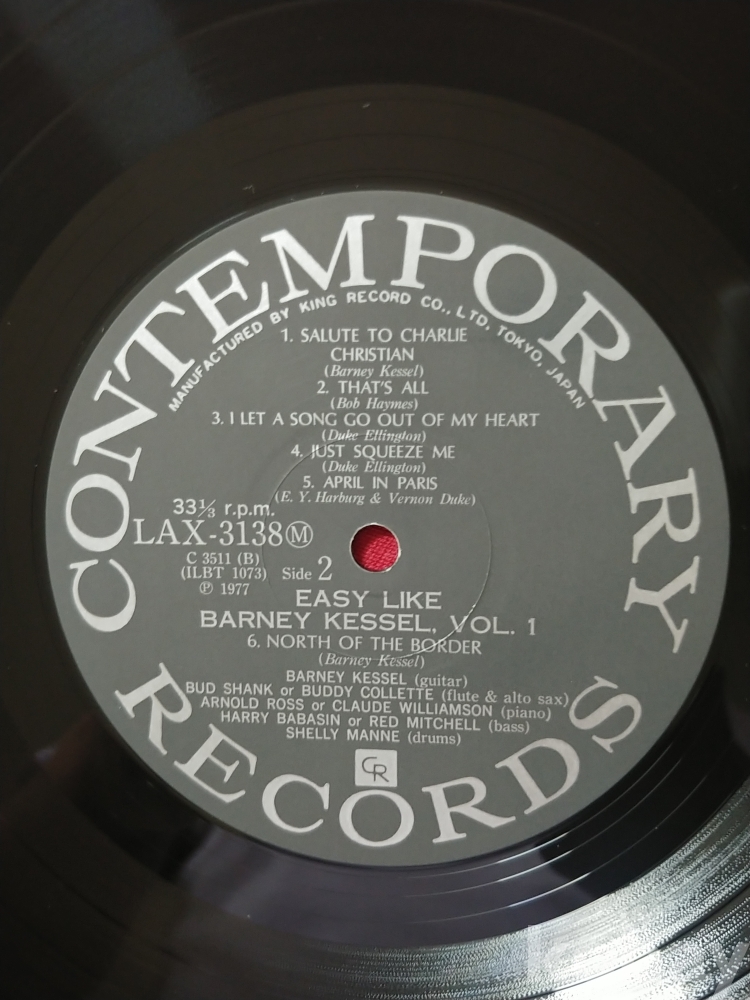 CONTEMPORARY
MANUFACTURED BY KING RECORD CO., LTD. TOKYO, JAPAN
1. SALUTE TO CHARLIE
CHRISTIAN
(Barney Kessel)
2. THAT'S ALL
(Bob Haymes)
3. I LET A SONG GO OUT OF MY HEART
(Duke Ellington)
4. JUST SQUEEZE ME
(Duke Ellington)
5. APRIL IN PARIS
(E. Y. Harburg & Vernon Duke)
33⅓ r.p.m.
LAX-3138 Ⓜ
C 3511 (B)
(ILBT 1073) Side 2
℗ 1977
EASY LIKE
BARNEY KESSEL, VOL. 1
6. NORTH OF THE BORDER
(Barney Kessel)
BARNEY KESSEL (guitar)
BUD SHANK or BUDDY COLLETTE (flute & alto sax)
ARNOLD ROSS or CLAUDE WILLIAMSON (piano)
HARRY BABASIN or RED MITCHELL (bass)
SHELLY MANNE (drums)
CR
RECORDS